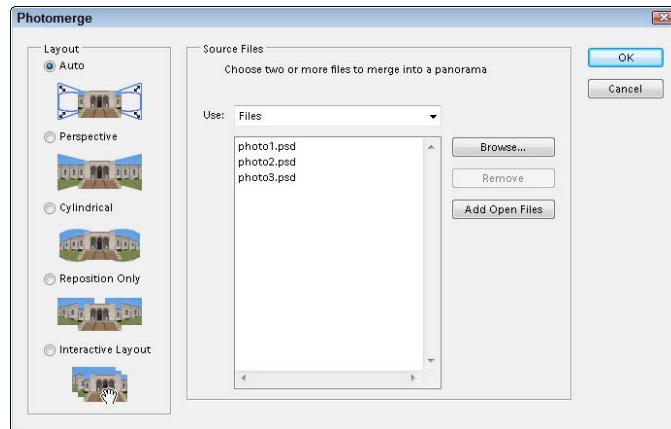 Photomerge
Layout
Auto
Perspective
Cylindrical
Reposition Only
Interactive Layout
Source Files
Choose two or more files to merge into a panorama
Use: Files
photo1.psd
photo2.psd
photo3.psd
Browse...
Remove
Add Open Files
OK
Cancel